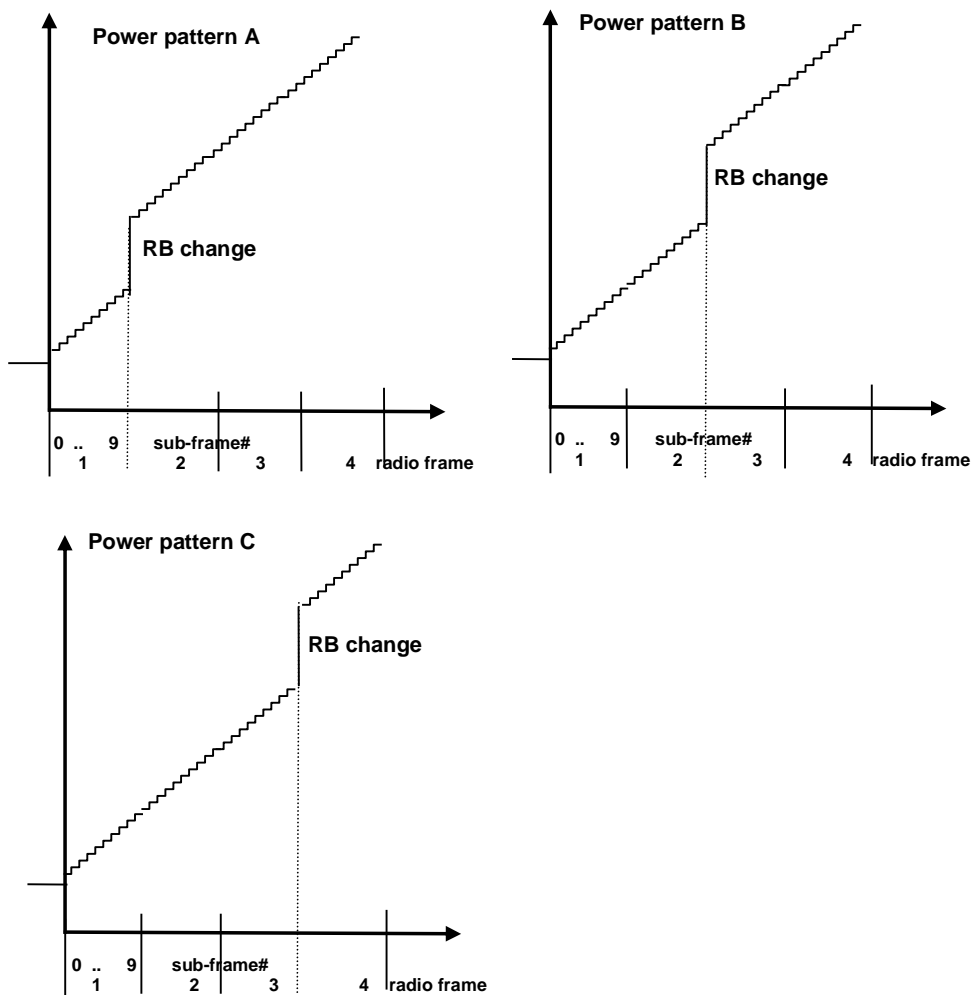 Power pattern A
RB change
0 .. 9 sub-frame#
1 2 3 4 radio frame
Power pattern B
RB change
0 .. 9 sub-frame#
1 2 3 4 radio frame
Power pattern C
RB change
0 .. 9 sub-frame#
1 2 3 4 radio frame